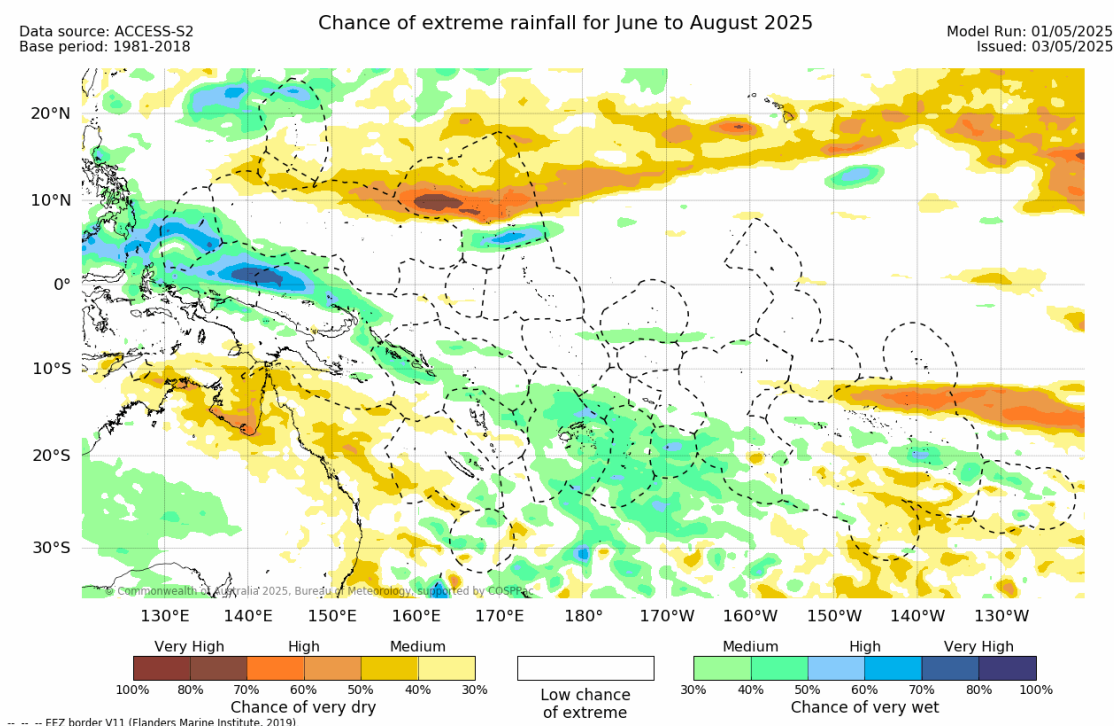 Chance of extreme rainfall for June to August 2025
Data source: ACCESS-S2
Base period: 1981-2018
Model Run: 01/05/2025
Issued: 03/05/2025
20°N
10°N
0°
10°S
20°S
30°S
© Commonwealth of Australia 2025, Bureau of Meteorology, supported by COSPPac
130°E 140°E 150°E 160°E 170°E 180° 170°W 160°W 150°W 140°W 130°W
Very High High Medium
100% 80% 70% 60% 50% 40% 30%
Chance of very dry
Low chance
of extreme
Medium High Very High
30% 40% 50% 60% 70% 80% 100%
Chance of very wet
-- -- -- EEZ border V11 (Flanders Marine Institute, 2019)